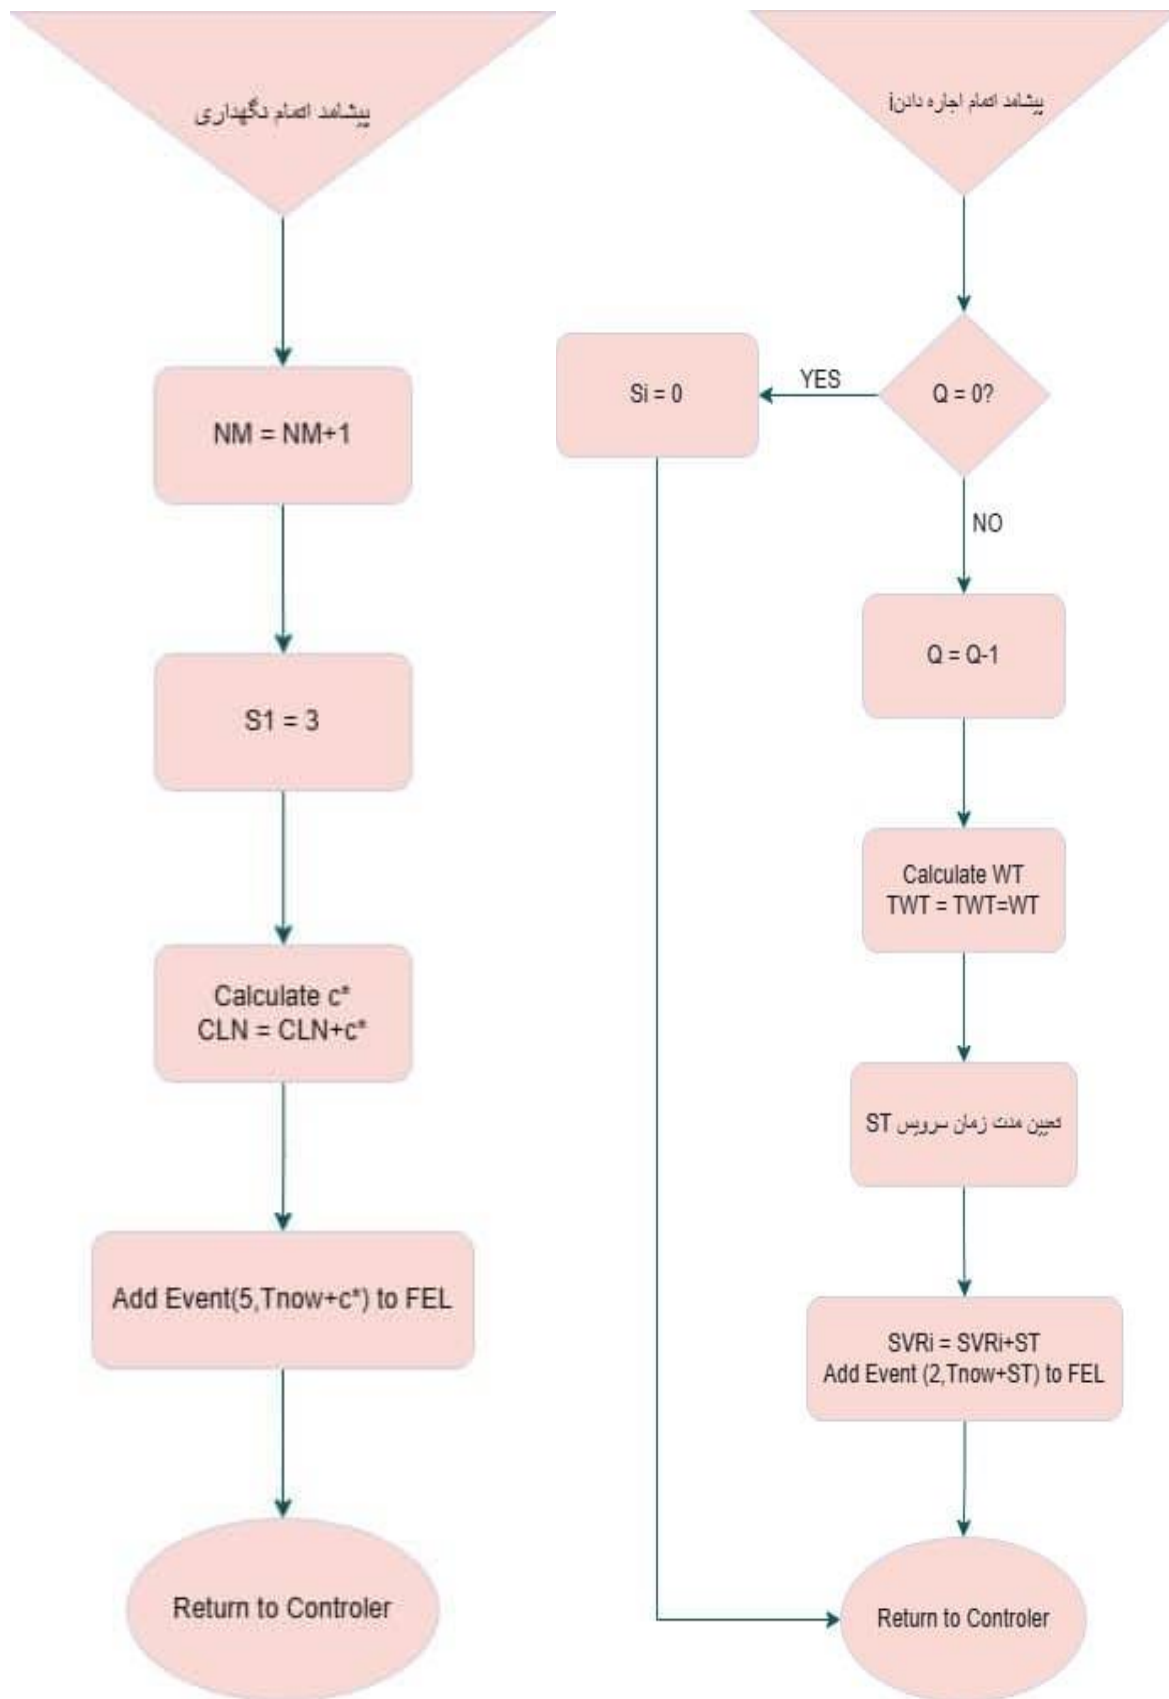 پیشامد اتمام نگهداری
NM = NM+1
S1 = 3
Calculate c*
CLN = CLN+c*
Add Event(5,Tnow+c*) to FEL
Return to Controler
پیشامد اتمام اجاره دادنi
Q = 0?
YES
Si = 0
NO
Q = Q-1
Calculate WT
TWT = TWT=WT
تعیین مدت زمان سرویس ST
SVRi = SVRi+ST
Add Event (2,Tnow+ST) to FEL
Return to Controler